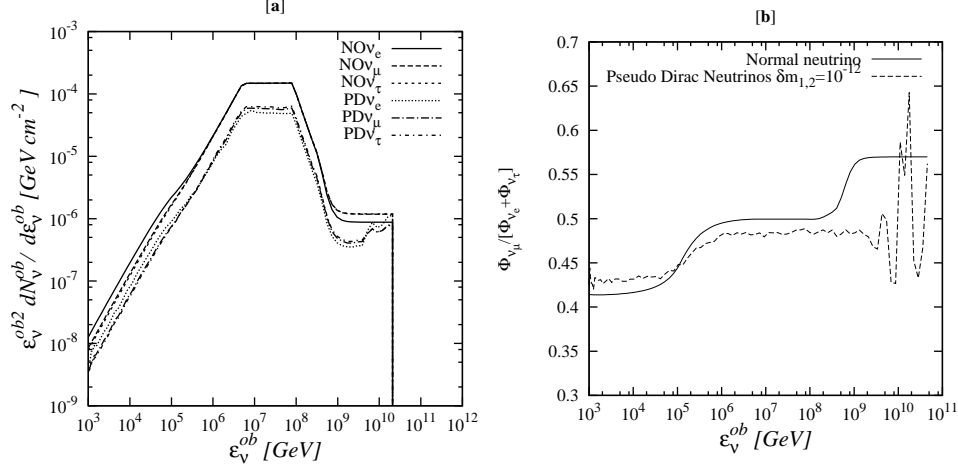 [a]
10^-3
10^-4
10^-5
10^-6
10^-7
10^-8
10^-9
10^3 10^4 10^5 10^6 10^7 10^8 10^9 10^10 10^11 10^12
ε_ν^ob2 dN_ν^ob / dε_ν^ob [GeV cm^-2]
ε_ν^ob [GeV]
NOν_e
NOν_μ
NOν_τ
PDν_e
PDν_μ
PDν_τ
[b]
0.7
0.65
0.6
0.55
0.5
0.45
0.4
0.35
0.3
10^3 10^4 10^5 10^6 10^7 10^8 10^9 10^10 10^11
Φ_ν_μ/[Φ_ν_e+Φ_ν_τ]
ε_ν^ob [GeV]
Normal neutrino
Pseudo Dirac Neutrinos δm_1,2=10^-12